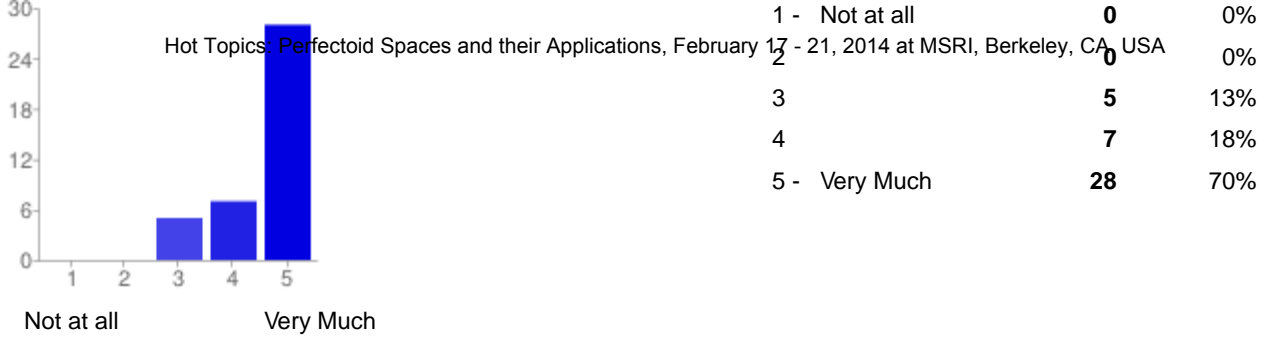 30
1 - Not at all 0 0%
Hot Topics: Perfectoid Spaces and their Applications, February 17 - 21, 2014 at MSRI, Berkeley, CA, USA
24
2 0 0%
3 5 13%
18
4 7 18%
12
5 - Very Much 28 70%
6
0
1 2 3 4 5
Not at all Very Much